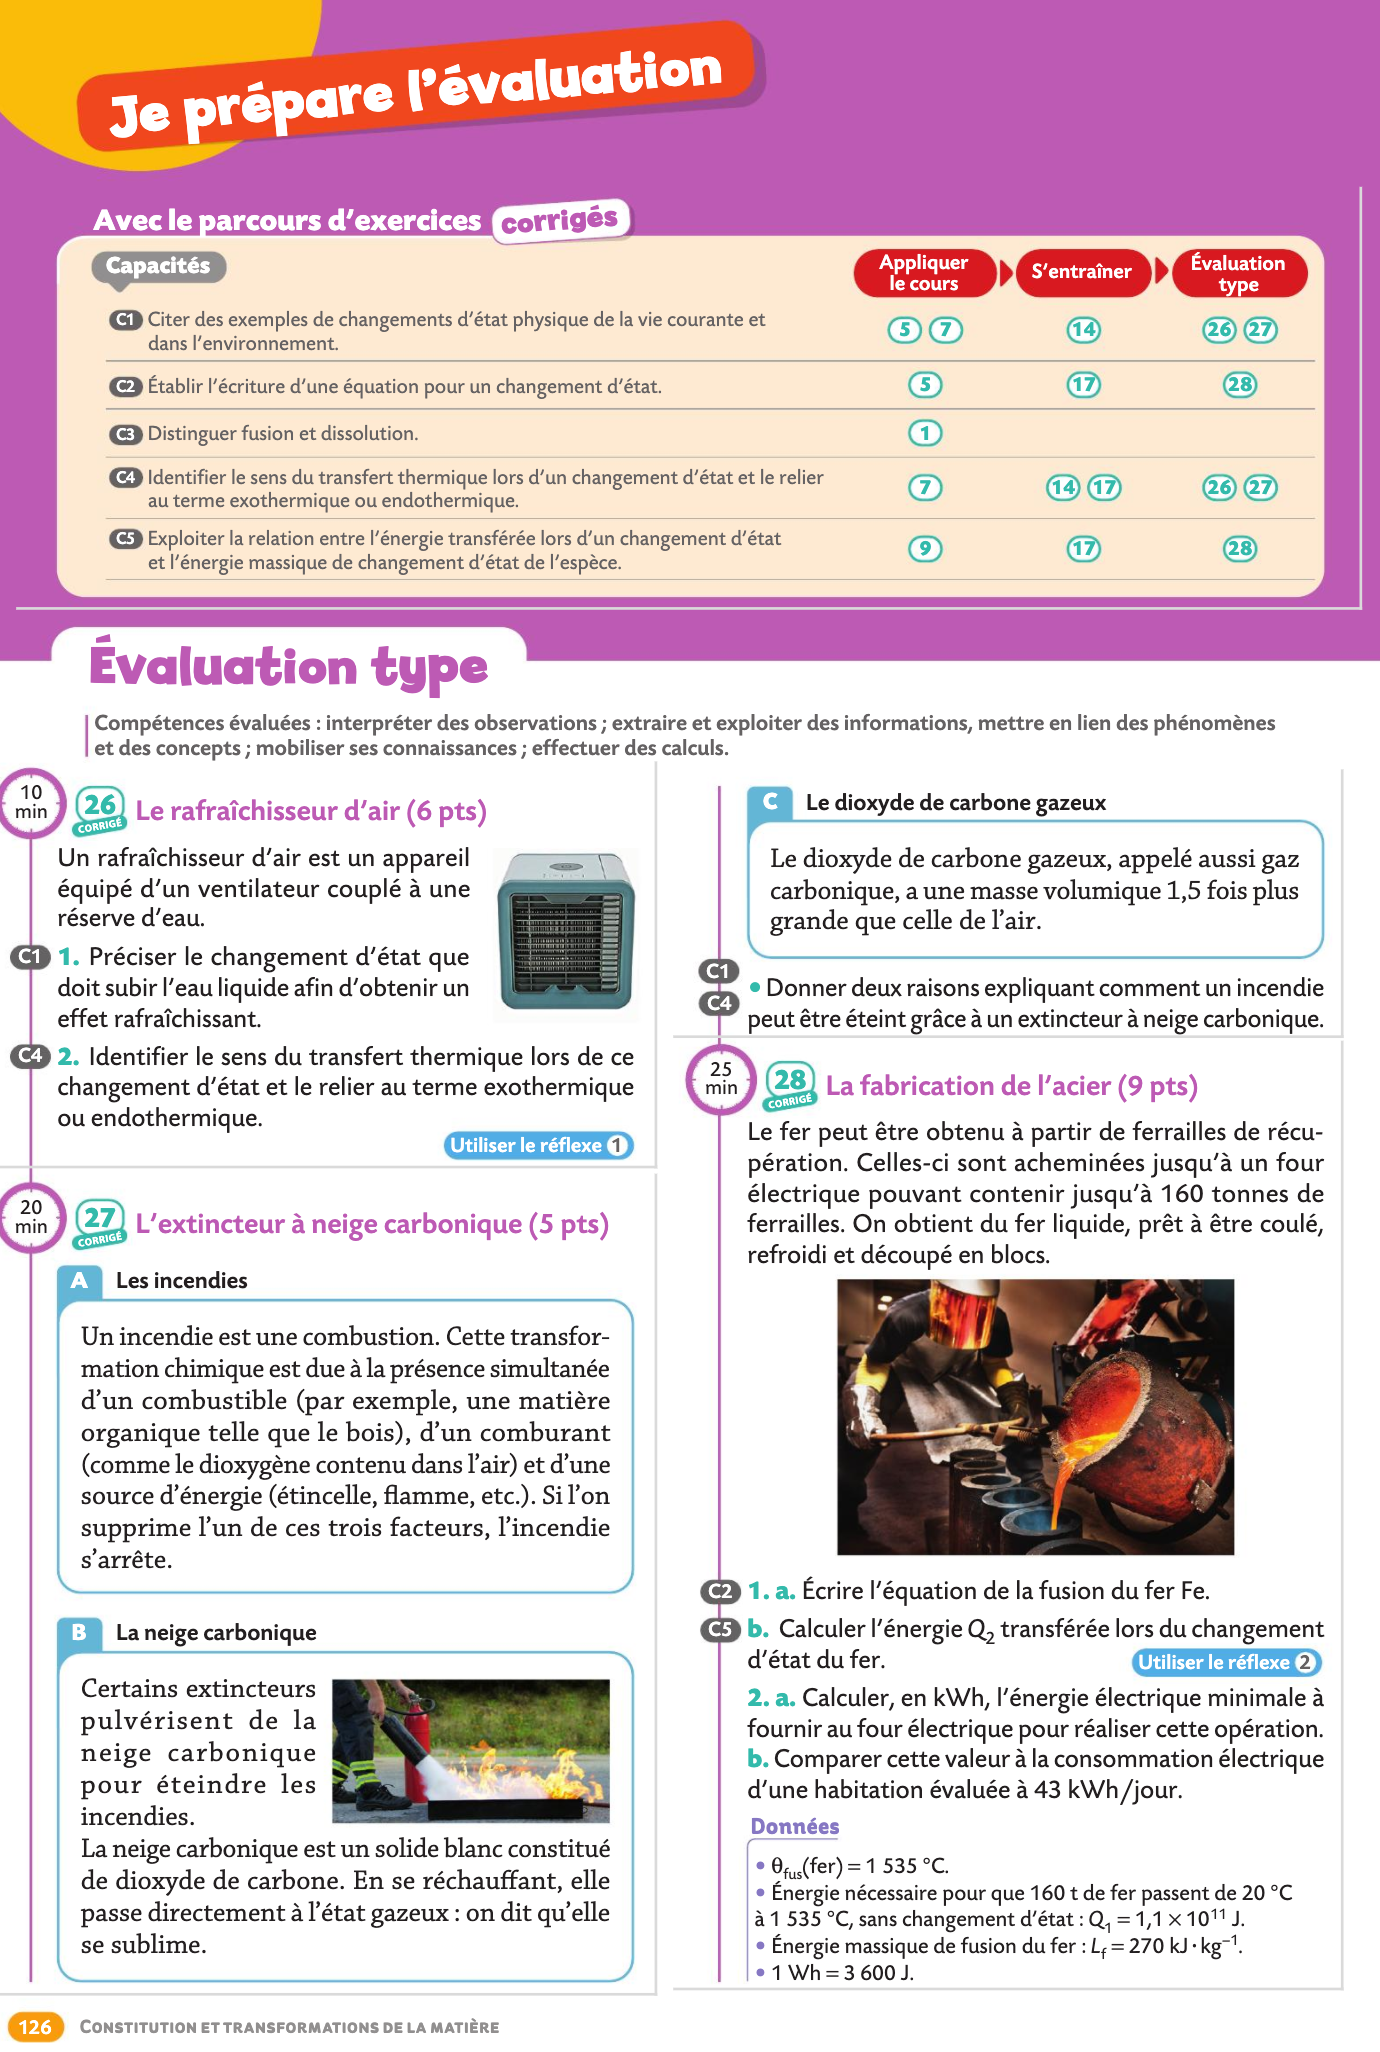 Je prépare l'évaluation
Avec le parcours d'exercices corrigés
Capacités
Appliquer
le cours
S'entraîner
Évaluation
type
C1 Citer des exemples de changements d'état physique de la vie courante et
dans l'environnement.
5 7 14 26 27
C2 Établir l'écriture d'une équation pour un changement d'état.
5 17 28
C3 Distinguer fusion et dissolution.
1
C4 Identifier le sens du transfert thermique lors d'un changement d'état et le relier
au terme exothermique ou endothermique.
7 14 17 26 27
C5 Exploiter la relation entre l'énergie transférée lors d'un changement d'état
et l'énergie massique de changement d'état de l'espèce.
9 17 28
Évaluation type
Compétences évaluées : interpréter des observations ; extraire et exploiter des informations, mettre en lien des phénomènes
et des concepts ; mobiliser ses connaissances ; effectuer des calculs.
10
min
26
CORRIGÉ
Le rafraîchisseur d'air (6 pts)
Un rafraîchisseur d'air est un appareil
équipé d'un ventilateur couplé à une
réserve d'eau.
C1 1. Préciser le changement d'état que
doit subir l'eau liquide afin d'obtenir un
effet rafraîchissant.
C4 2. Identifier le sens du transfert thermique lors de ce
changement d'état et le relier au terme exothermique
ou endothermique.
Utiliser le réflexe 1
20
min
27
CORRIGÉ
L'extincteur à neige carbonique (5 pts)
A Les incendies
Un incendie est une combustion. Cette transfor-
mation chimique est due à la présence simultanée
d'un combustible (par exemple, une matière
organique telle que le bois), d'un comburant
(comme le dioxygène contenu dans l'air) et d'une
source d'énergie (étincelle, flamme, etc.). Si l'on
supprime l'un de ces trois facteurs, l'incendie
s'arrête.
B La neige carbonique
Certains extincteurs
pulvérisent de la
neige carbonique
pour éteindre les
incendies.
La neige carbonique est un solide blanc constitué
de dioxyde de carbone. En se réchauffant, elle
passe directement à l'état gazeux : on dit qu'elle
se sublime.
C Le dioxyde de carbone gazeux
Le dioxyde de carbone gazeux, appelé aussi gaz
carbonique, a une masse volumique 1,5 fois plus
grande que celle de l'air.
C1
C4
• Donner deux raisons expliquant comment un incendie
peut être éteint grâce à un extincteur à neige carbonique.
25
min
28
CORRIGÉ
La fabrication de l'acier (9 pts)
Le fer peut être obtenu à partir de ferrailles de récu-
pération. Celles-ci sont acheminées jusqu'à un four
électrique pouvant contenir jusqu'à 160 tonnes de
ferrailles. On obtient du fer liquide, prêt à être coulé,
refroidi et découpé en blocs.
C2 1. a. Écrire l'équation de la fusion du fer Fe.
C5 b. Calculer l'énergie Q₂ transférée lors du changement
d'état du fer.
Utiliser le réflexe 2
2. a. Calculer, en kWh, l'énergie électrique minimale à
fournir au four électrique pour réaliser cette opération.
b. Comparer cette valeur à la consommation électrique
d'une habitation évaluée à 43 kWh/jour.
Données
• θfus(fer) = 1 535 °C.
• Énergie nécessaire pour que 160 t de fer passent de 20 °C
à 1 535 °C, sans changement d'état : Q₁ = 1,1 × 10¹¹ J.
• Énergie massique de fusion du fer : Lf = 270 kJ · kg⁻¹.
• 1 Wh = 3 600 J.
126 CONSTITUTION ET TRANSFORMATIONS DE LA MATIÈRE